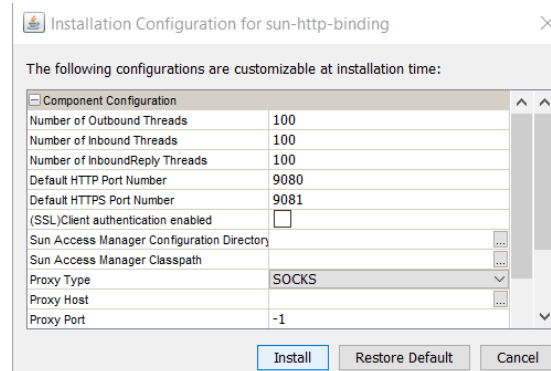 Installation Configuration for sun-http-binding
The following configurations are customizable at installation time:
Component Configuration
Number of Outbound Threads 100
Number of Inbound Threads 100
Number of InboundReply Threads 100
Default HTTP Port Number 9080
Default HTTPS Port Number 9081
(SSL)Client authentication enabled
Sun Access Manager Configuration Directory ...
Sun Access Manager Classpath ...
Proxy Type SOCKS
Proxy Host ...
Proxy Port -1
Install Restore Default Cancel